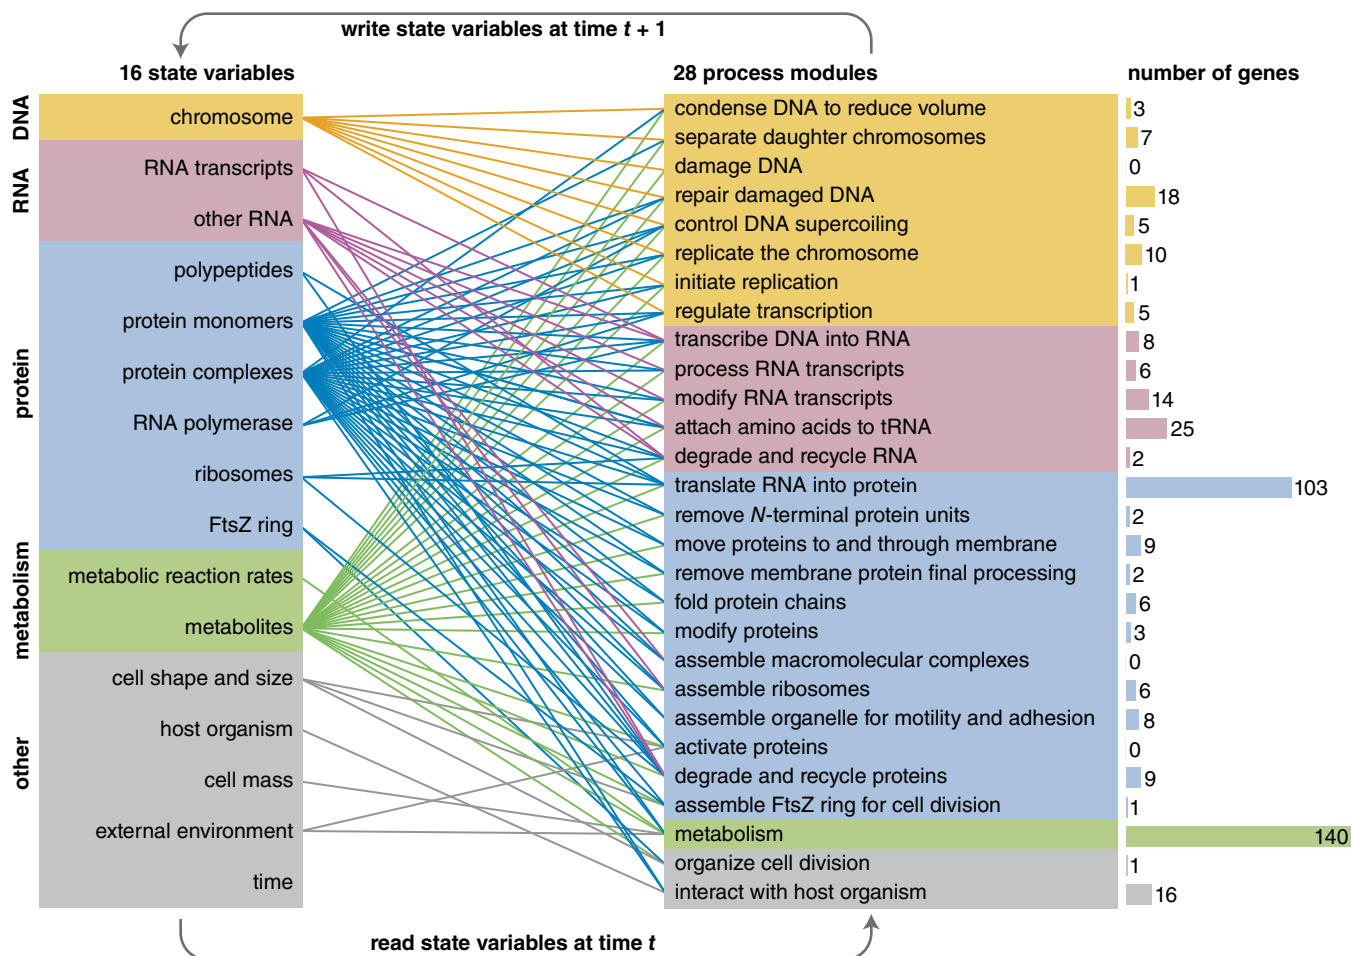 write state variables at time t + 1
16 state variables
28 process modules
number of genes
DNA
chromosome
RNA
RNA transcripts
other RNA
protein
polypeptides
protein monomers
protein complexes
RNA polymerase
ribosomes
FtsZ ring
metabolism
metabolic reaction rates
metabolites
other
cell shape and size
host organism
cell mass
external environment
time
condense DNA to reduce volume 3
separate daughter chromosomes 7
damage DNA 0
repair damaged DNA 18
control DNA supercoiling 5
replicate the chromosome 10
initiate replication 1
regulate transcription 5
transcribe DNA into RNA 8
process RNA transcripts 6
modify RNA transcripts 14
attach amino acids to tRNA 25
degrade and recycle RNA 2
translate RNA into protein 103
remove N-terminal protein units 2
move proteins to and through membrane 9
remove membrane protein final processing 2
fold protein chains 6
modify proteins 3
assemble macromolecular complexes 0
assemble ribosomes 6
assemble organelle for motility and adhesion 8
activate proteins 0
degrade and recycle proteins 9
assemble FtsZ ring for cell division 1
metabolism 140
organize cell division 1
interact with host organism 16
read state variables at time t